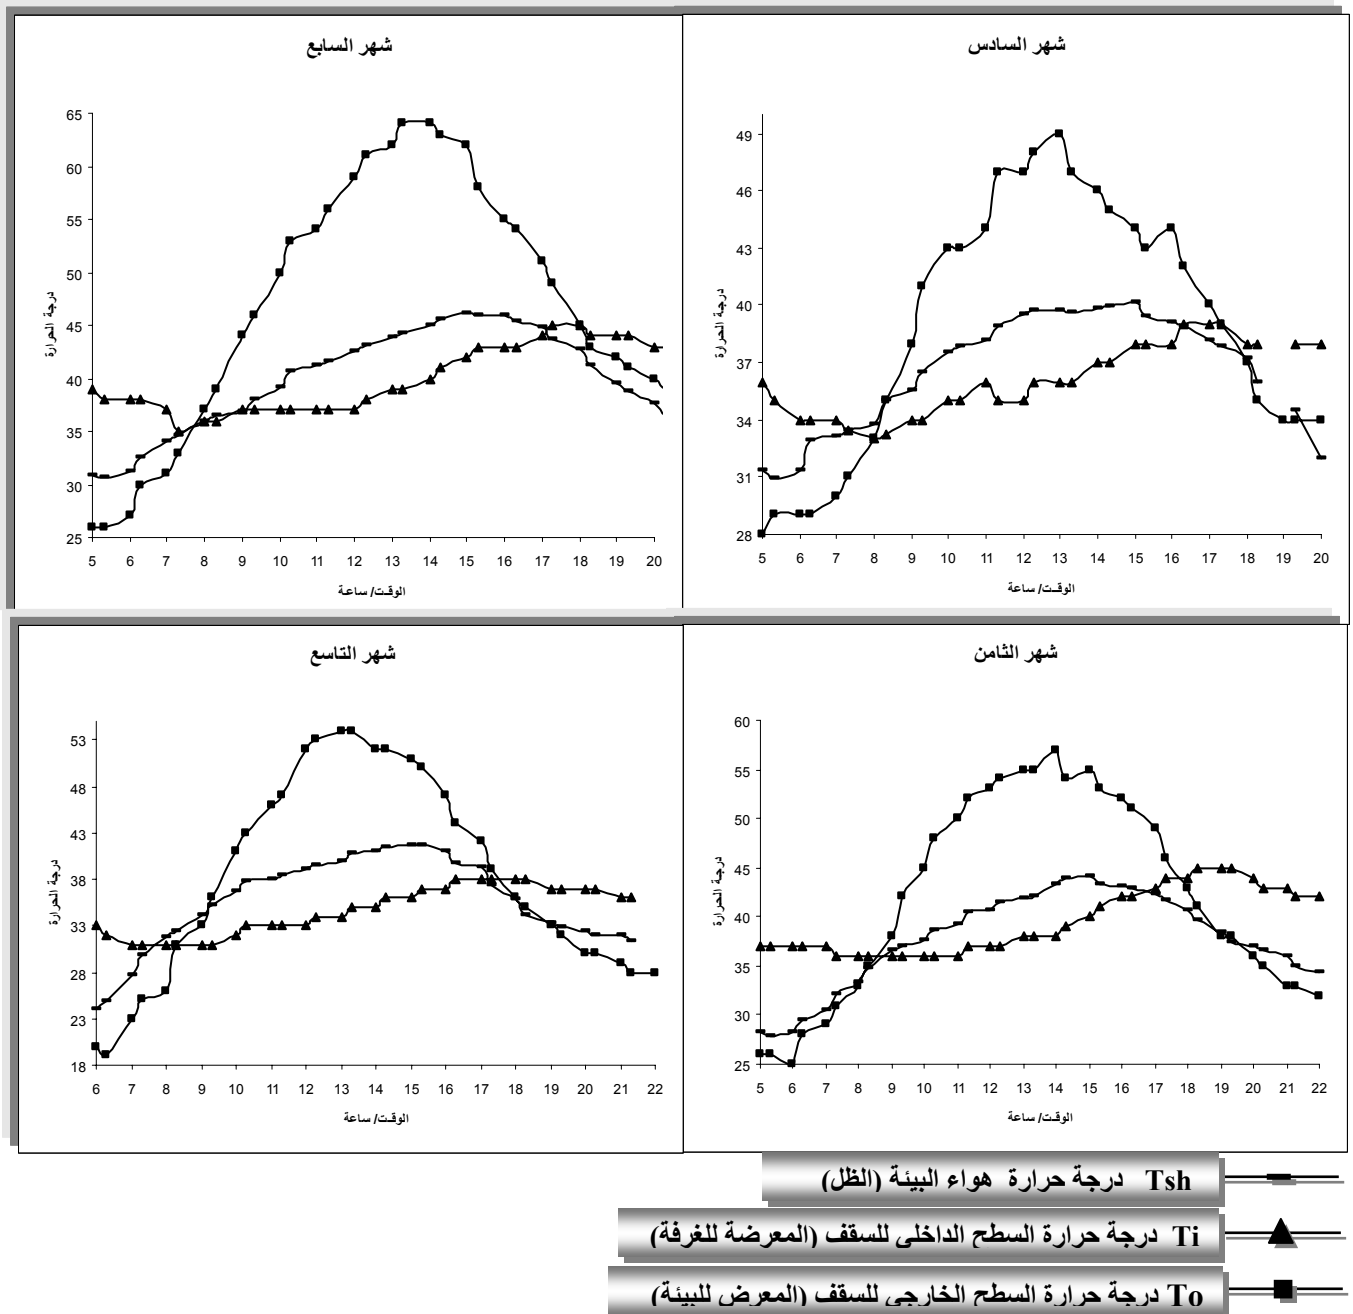 شهر السادس
49
46
43
40
37
34
31
28
درجة الحرارة
5 6 7 8 9 10 11 12 13 14 15 16 17 18 19 20
الوقت/ ساعة
شهر السابع
65
60
55
50
45
40
35
30
25
درجة الحرارة
5 6 7 8 9 10 11 12 13 14 15 16 17 18 19 20
الوقت/ ساعة
شهر الثامن
60
55
50
45
40
35
30
25
درجة الحرارة
5 6 7 8 9 10 11 12 13 14 15 16 17 18 19 20 21 22
الوقت/ ساعة
شهر التاسع
53
48
43
38
33
28
23
18
درجة الحرارة
6 7 8 9 10 11 12 13 14 15 16 17 18 19 20 21 22
الوقت/ ساعة
Tsh درجة حرارة هواء البيئة (الظل)
Ti درجة حرارة السطح الداخلي للسقف (المعرضة للغرفة)
To درجة حرارة السطح الخارجي للسقف (المعرض للبيئة)